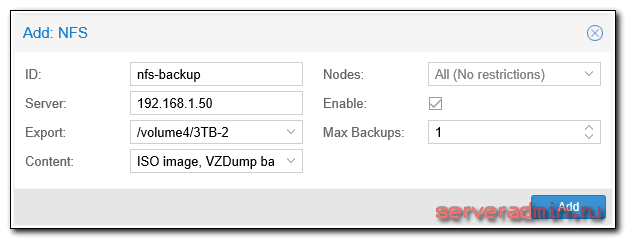 Add: NFS
ID: nfs-backup Nodes: All (No restrictions)
Server: 192.168.1.50 Enable:
Export: /volume4/3TB-2 Max Backups: 1
Content: ISO image, VZDump ba
Add
serveradmin.ru